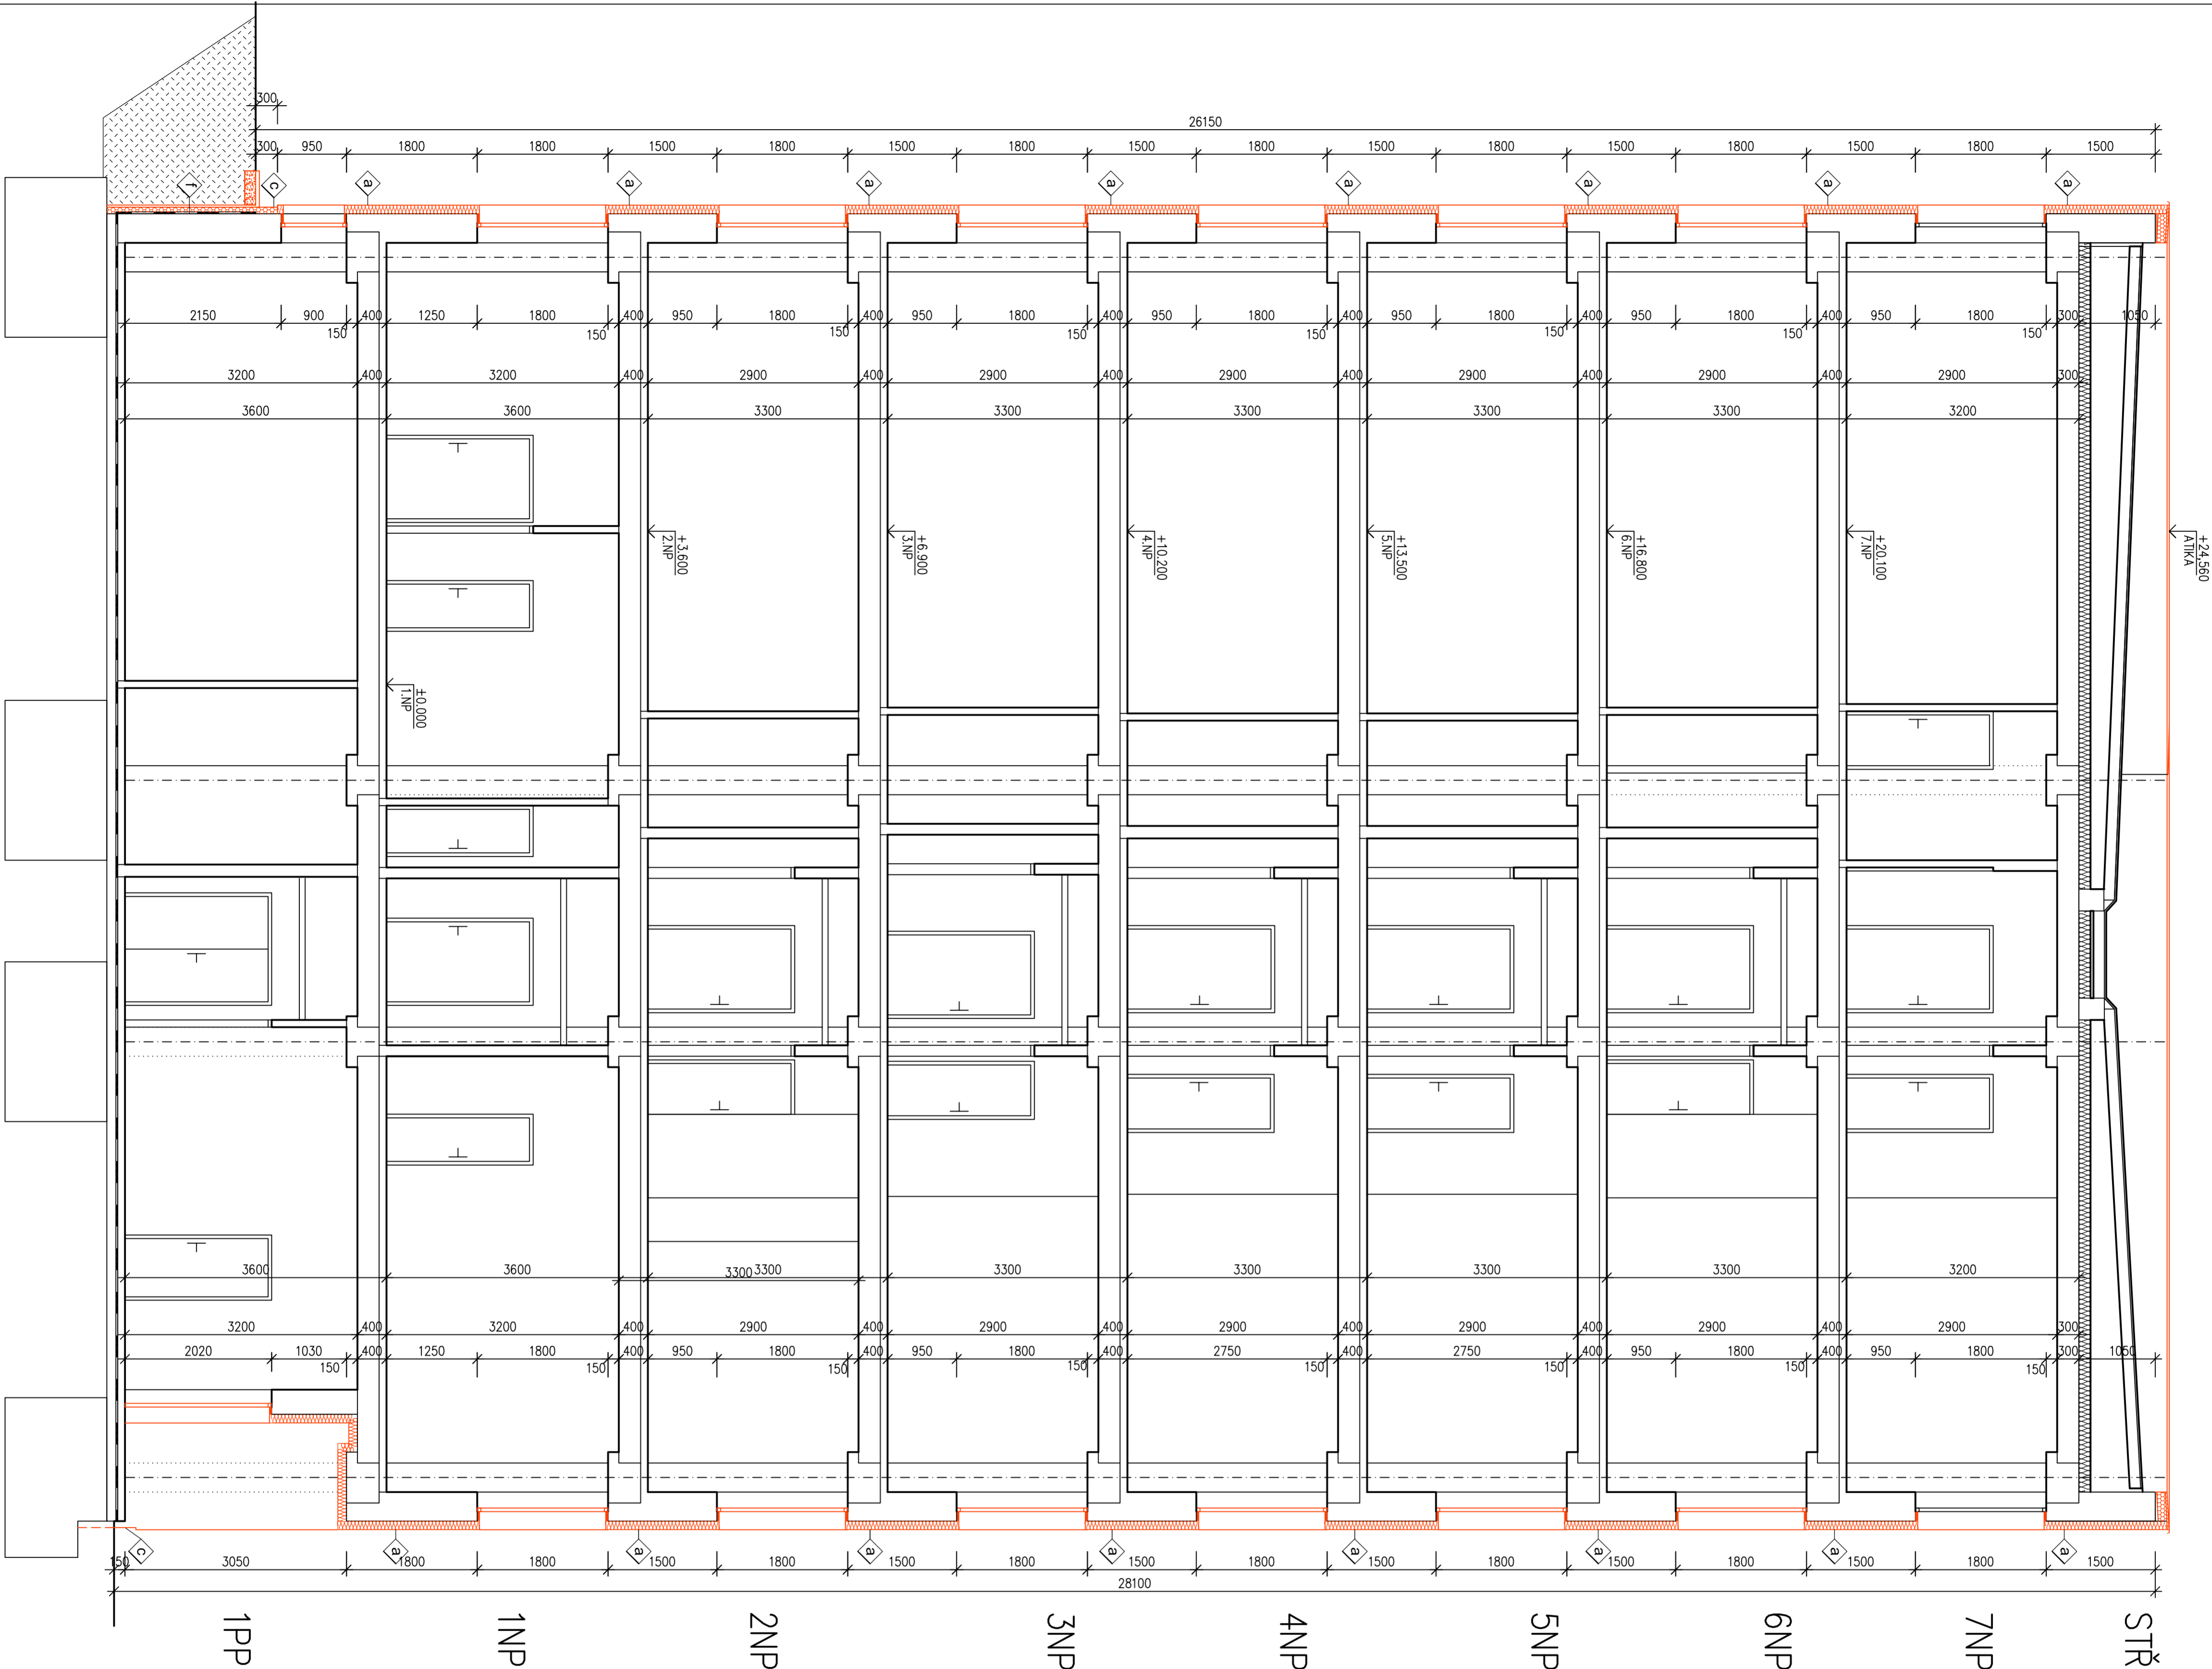 300
26150
300 950 1800 1800 1500 1800 1500 1800 1500 1800 1500 1800 1500 1800 1500 1800 1500
f c a a a a a a a a
2150 900 150 400 1250 1800 150 400 950 1800 150 400 950 1800 150 400 950 1800 150 400 950 1800 150 400 950 1800 150 400 950 1800 150 300 1050
3200 400 3200 400 2900 400 2900 400 2900 400 2900 400 2900 400 2900 300
3600 3600 3300 3300 3300 3300 3300 3200
±0.000
1.NP
+3.600
2.NP
+6.900
3.NP
+10.200
4.NP
+13.500
5.NP
+16.800
6.NP
+20.100
7.NP
+24,560
ATIKA
3600 3600 3300 3300 3300 3300 3300 3300 3200
3200 400 3200 400 2900 400 2900 400 2900 400 2900 400 2900 400 2900 300
2020 1030 150 400 1250 1800 150 400 950 1800 150 400 950 1800 150 400 2750 150 400 2750 150 400 950 1800 150 400 950 1800 150 300 1050
c a a a a a a a a
150 3050 1800 1800 1500 1800 1500 1800 1500 1800 1500 1800 1500 1800 1500 1800 1500
28100
1PP
1NP
2NP
3NP
4NP
5NP
6NP
7NP
STŘ